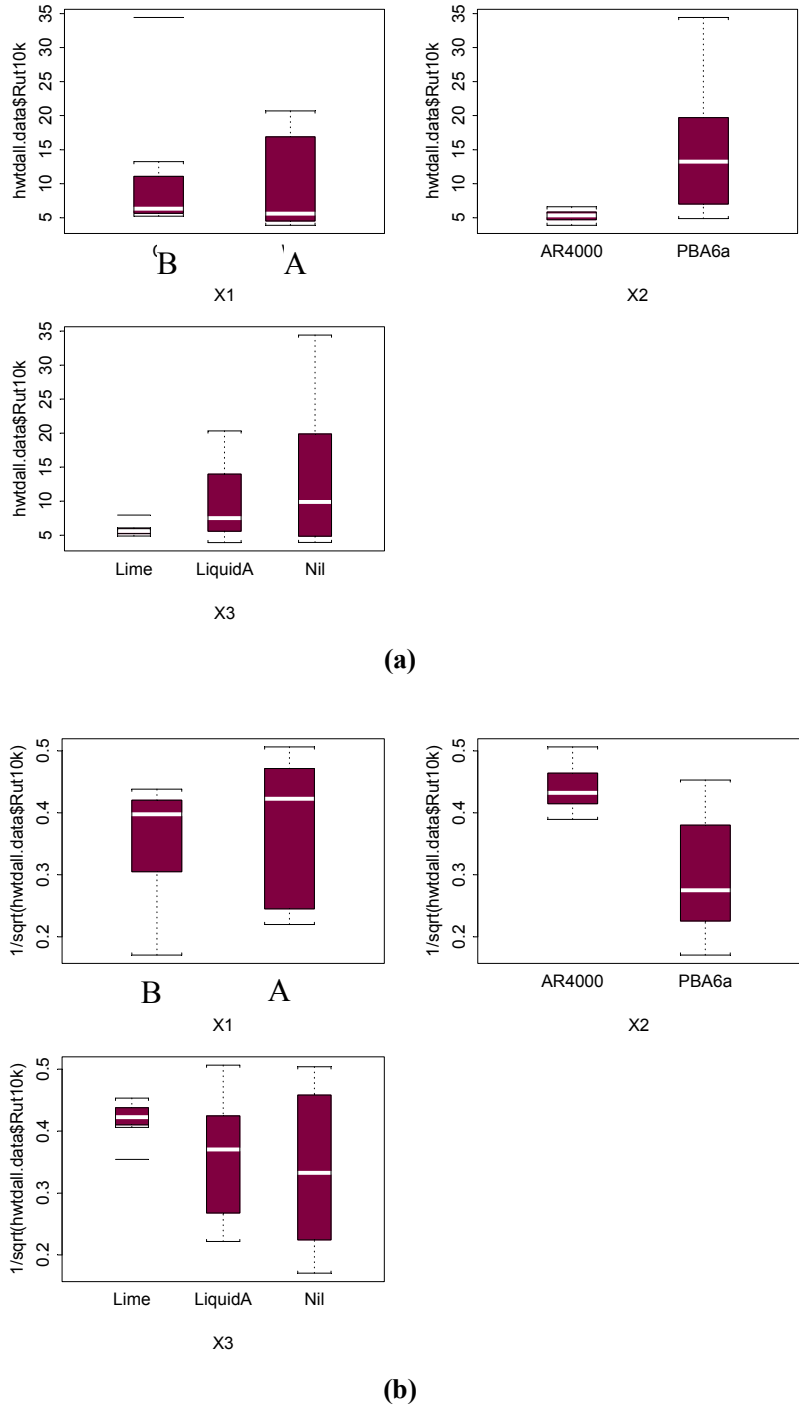 hwtdall.data$Rut10k
35
30
25
20
15
10
5
B
A
X1
hwtdall.data$Rut10k
35
30
25
20
15
10
5
AR4000
PBA6a
X2
hwtdall.data$Rut10k
35
30
25
20
15
10
5
Lime
LiquidA
Nil
X3
(a)
1/sqrt(hwtdall.data$Rut10k)
0.5
0.4
0.3
0.2
B
A
X1
1/sqrt(hwtdall.data$Rut10k)
0.5
0.4
0.3
0.2
AR4000
PBA6a
X2
1/sqrt(hwtdall.data$Rut10k)
0.5
0.4
0.3
0.2
Lime
LiquidA
Nil
X3
(b)